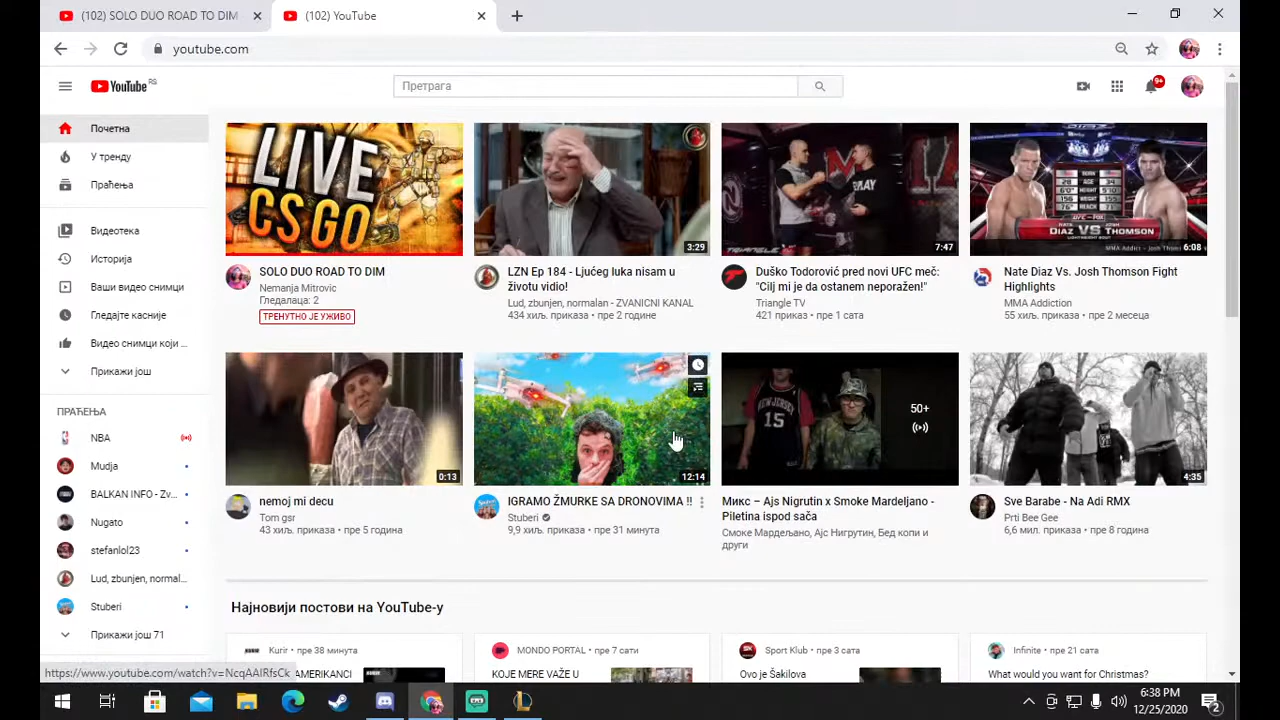 (102) SOLO DUO ROAD TO DIM
(102) YouTube
youtube.com
YouTube RS
Претрага
9+
Почетна
У тренду
Праћења
Видеотека
Историја
Ваши видео снимци
Гледајте касније
Видео снимци који ...
Прикажи још
ПРАЋЕЊА
NBA
Mudja
BALKAN INFO - Zv...
Nugato
stefanlol23
Lud, zbunjen, normal...
Stuberi
Прикажи још 71
LIVE
CS GO
SOLO DUO ROAD TO DIM
Nemanja Mitrovic
Гледалаца: 2
ТРЕНУТНО ЈЕ УЖИВО
3:29
LZN Ep 184 - Ljućeg luka nisam u
životu vidio!
Lud, zbunjen, normalan - ZVANICNI KANAL
434 хиљ. приказа • пре 2 године
TRIANGLE
7:47
Duško Todorović pred novi UFC meč:
"Cilj mi je da ostanem neporažen!"
Triangle TV
421 приказ • пре 1 сата
DIAZ VS THOMSON
6:08
Nate Diaz Vs. Josh Thomson Fight
Highlights
MMA Addiction
55 хиљ. приказа • пре 2 месеца
0:13
nemoj mi decu
Tom gsr
43 хиљ. приказа • пре 5 година
12:14
IGRAMO ŽMURKE SA DRONOVIMA !!
Stuberi
9,9 хиљ. приказа • пре 31 минута
NEW JERSEY
15
50+
Микс – Ajs Nigrutin x Smoke Mardeljano -
Piletina ispod sača
Смоке Мардељано, Ајс Нигрутин, Бед копи и
други
4:35
Sve Barabe - Na Adi RMX
Prti Bee Gee
6,6 мил. приказа • пре 8 година
Најновији постови на YouTube-у
Kurir • пре 38 минута
MONDO PORTAL • пре 7 сати
KOJE MERE VAŽE U
Sport Klub • пре 3 сата
Ovo je Šakilova
Infinite • пре 21 сата
What would you want for Christmas?
https://www.youtube.com/watch?v=NcqAAIRfsCk
6:38 PM
12/25/2020
2